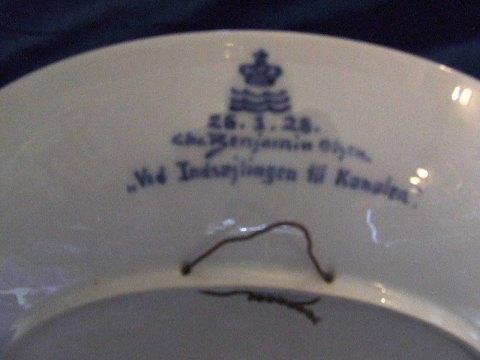 26. 1. 28.
Chr. Benjamin Olsen.
„Ved Indsejlingen til Kanalen“.